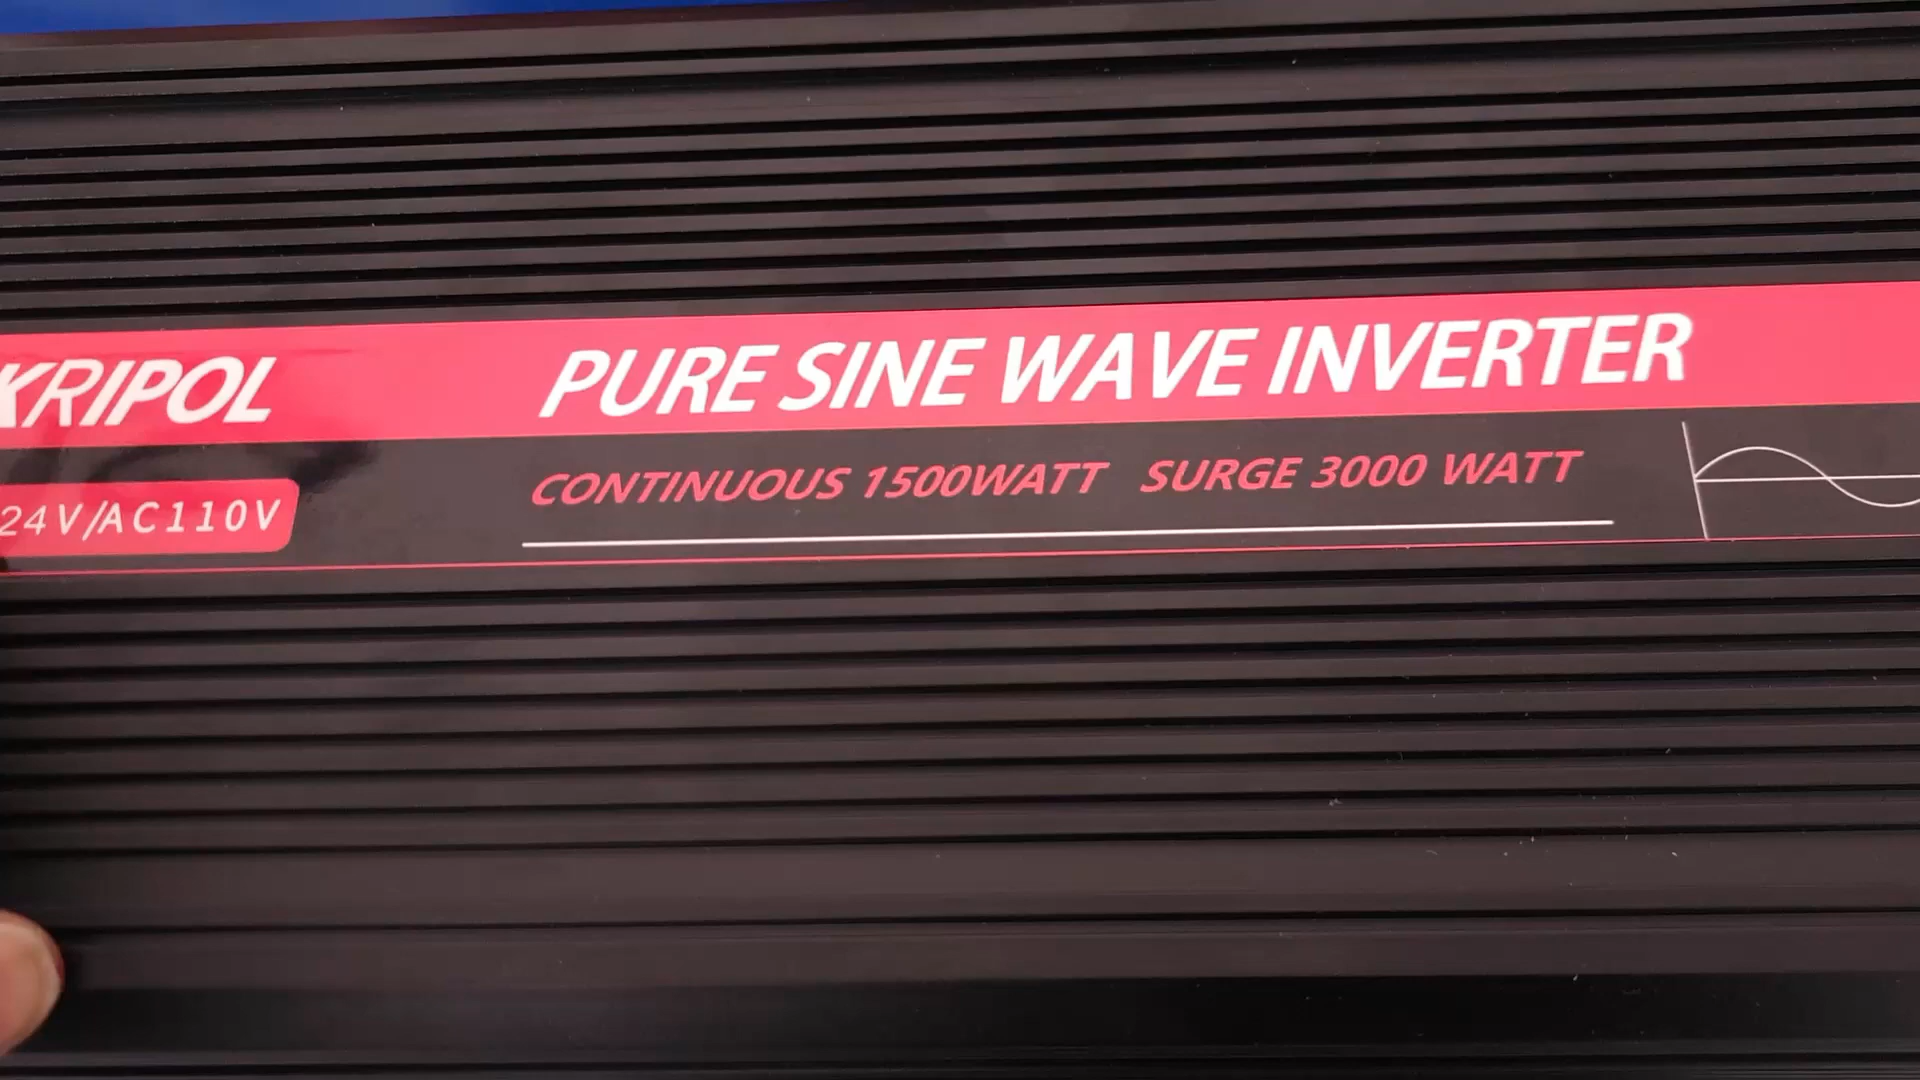 KRIPOL
PURE SINE WAVE INVERTER
CONTINUOUS 1500WATT SURGE 3000 WATT
24V/AC110V